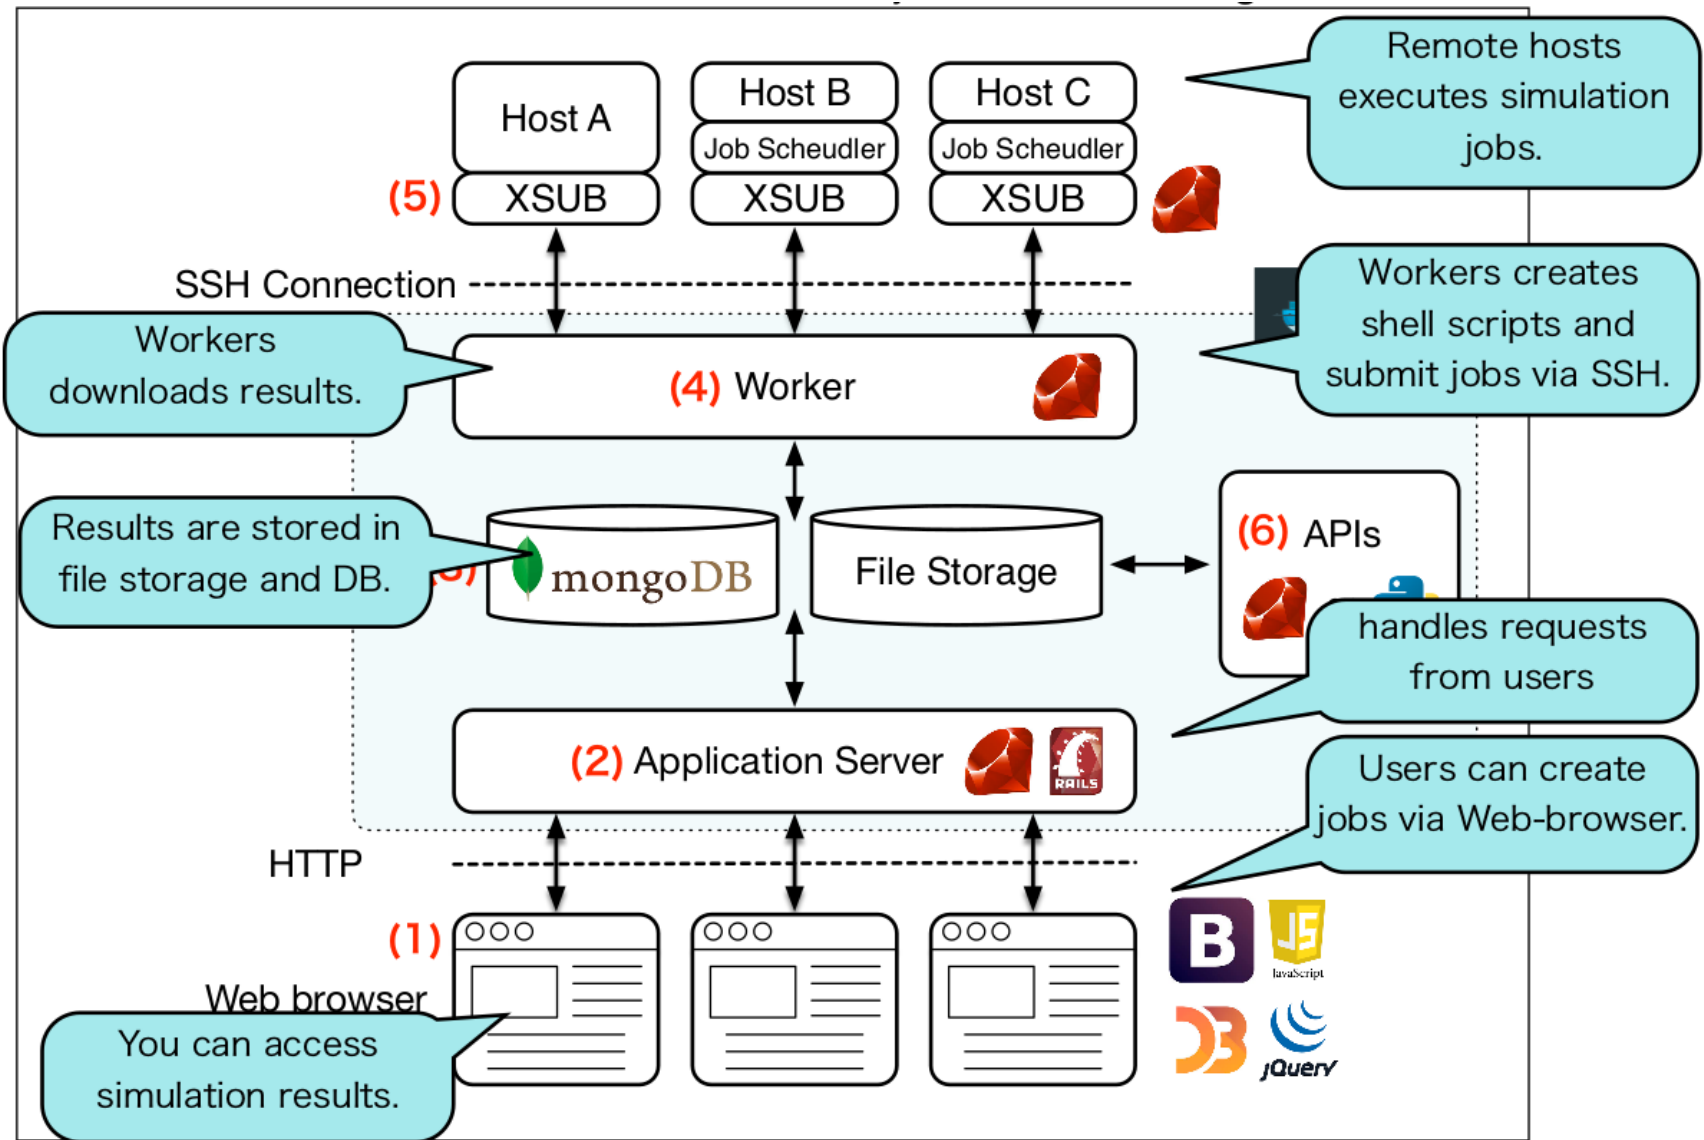 Remote hosts
executes simulation
jobs.
Host A
Host B
Host C
Job Scheudler
Job Scheudler
(5)
XSUB
XSUB
XSUB
SSH Connection
Workers creates
shell scripts and
submit jobs via SSH.
Workers
downloads results.
(4) Worker
Results are stored in
file storage and DB.
mongoDB
File Storage
(6) APIs
handles requests
from users
(2) Application Server
RAILS
Users can create
jobs via Web-browser.
HTTP
(1)
Web browser
B
JS
JavaScript
You can access
simulation results.
D3
jQuery